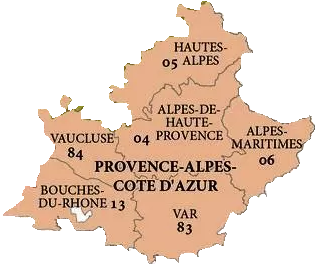 HAUTES-
ALPES
05
ALPES-DE-
HAUTE-
PROVENCE
04
VAUCLUSE
84
ALPES-
MARITIMES
06
PROVENCE-ALPES-
COTE D'AZUR
BOUCHES-
DU-RHONE 13
VAR
83